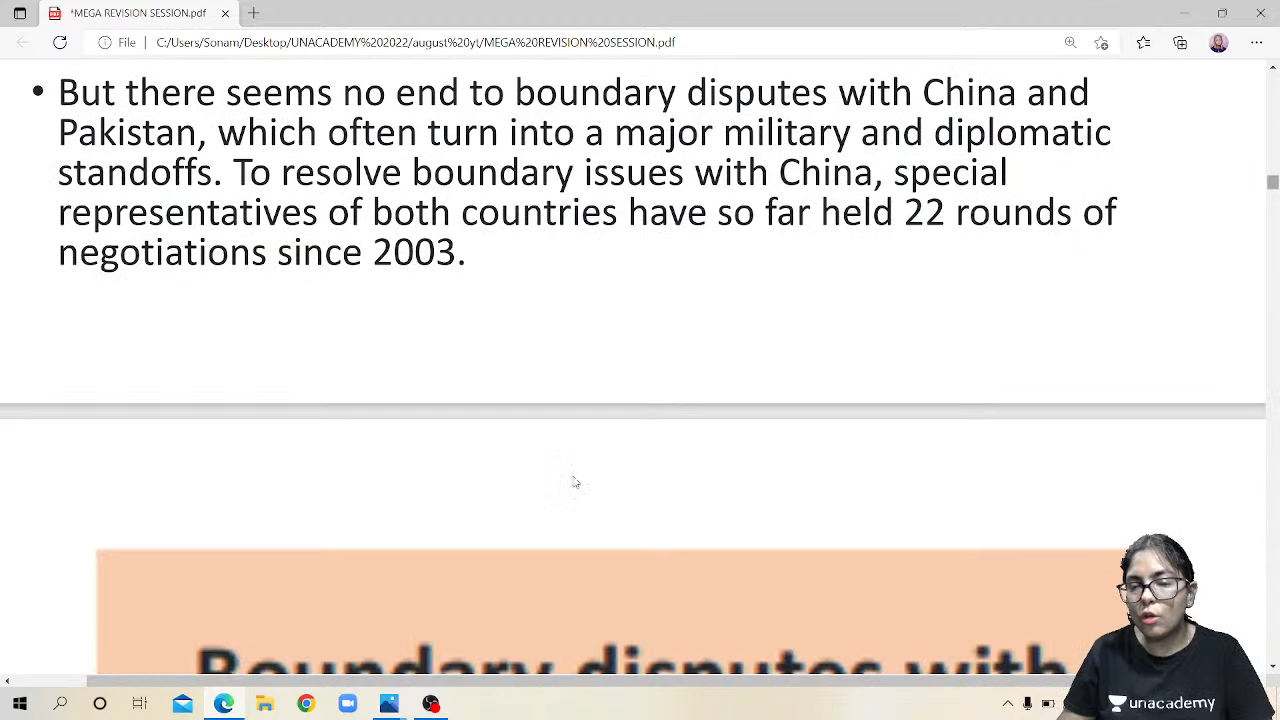 *MEGA REVISION SESSION.pdf
File
C:/Users/Sonam/Desktop/UNACADEMY%202022/august%20yt/MEGA%20REVISION%20SESSION.pdf
• But there seems no end to boundary disputes with China and
Pakistan, which often turn into a major military and diplomatic
standoffs. To resolve boundary issues with China, special
representatives of both countries have so far held 22 rounds of
negotiations since 2003.
Boundary disputes with
unacademy